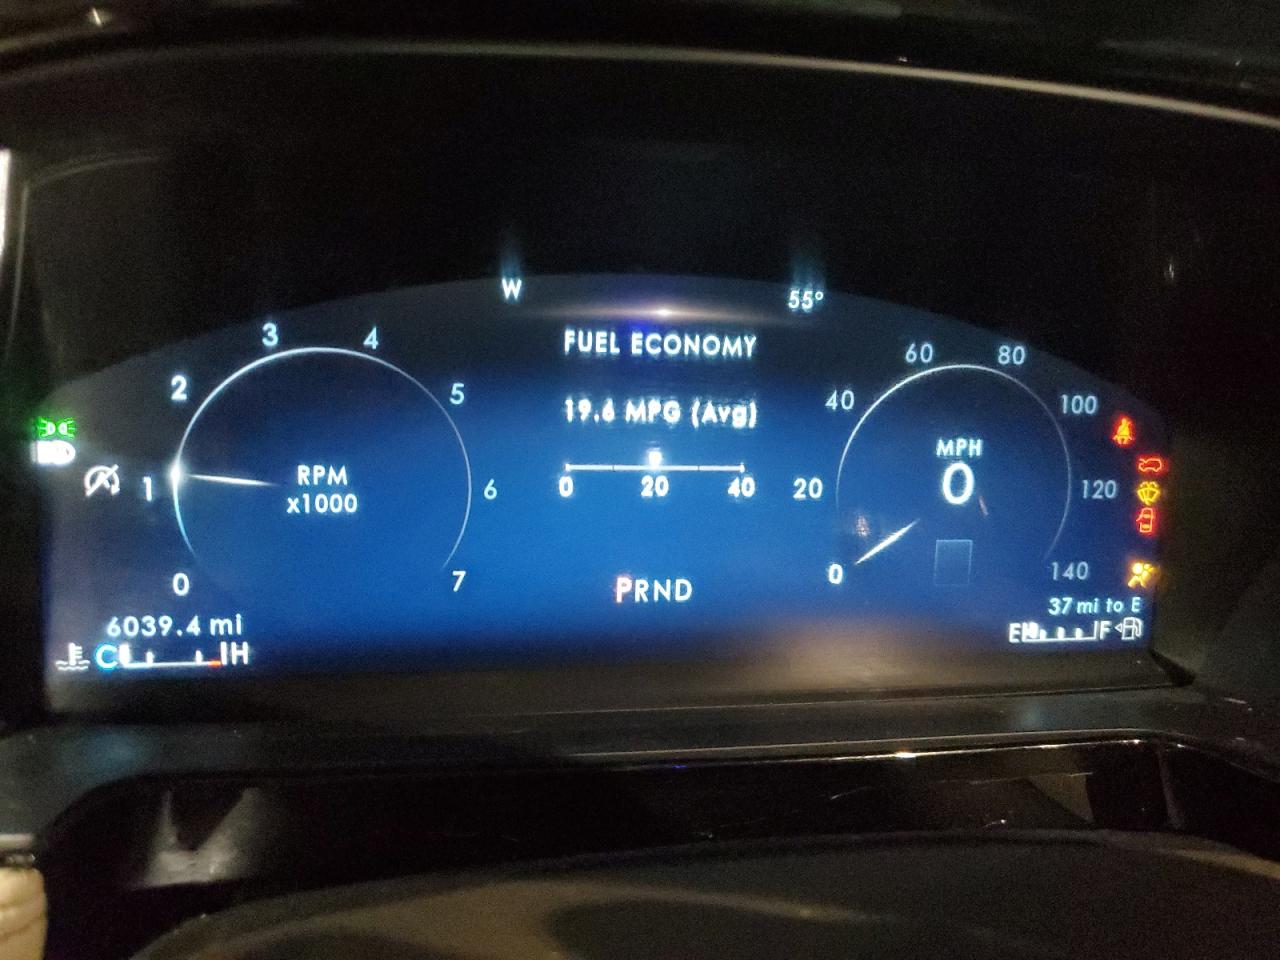 W
55°
FUEL ECONOMY
19.6 MPG (Avg)
0 20 40
0 1 2 3 4 5 6 7
RPM
x1000
0 20 40 60 80 100 120 140
MPH
0
PRND
6039.4 mi
C H
37 mi to E
E F